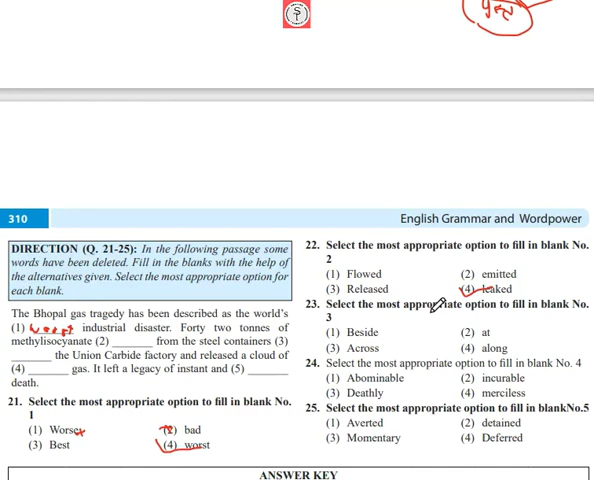 पुल्ट
310
English Grammar and Wordpower
DIRECTION (Q. 21-25): In the following passage some
words have been deleted. Fill in the blanks with the help of
the alternatives given. Select the most appropriate option for
each blank.
The Bhopal gas tragedy has been described as the world's
(1) worst industrial disaster. Forty two tonnes of
methylisocyanate (2) ________ from the steel containers (3)
________ the Union Carbide factory and released a cloud of
(4) ________ gas. It left a legacy of instant and (5) ________
death.
21. Select the most appropriate option to fill in blank No.
1
(1) Worse (2) bad
(3) Best (4) worst
22. Select the most appropriate option to fill in blank No.
2
(1) Flowed (2) emitted
(3) Released (4) leaked
23. Select the most appropriate option to fill in blank No.
3
(1) Beside (2) at
(3) Across (4) along
24. Select the most appropriate option to fill in blank No. 4
(1) Abominable (2) incurable
(3) Deathly (4) merciless
25. Select the most appropriate option to fill in blankNo.5
(1) Averted (2) detained
(3) Momentary (4) Deferred
ANSWER KEY